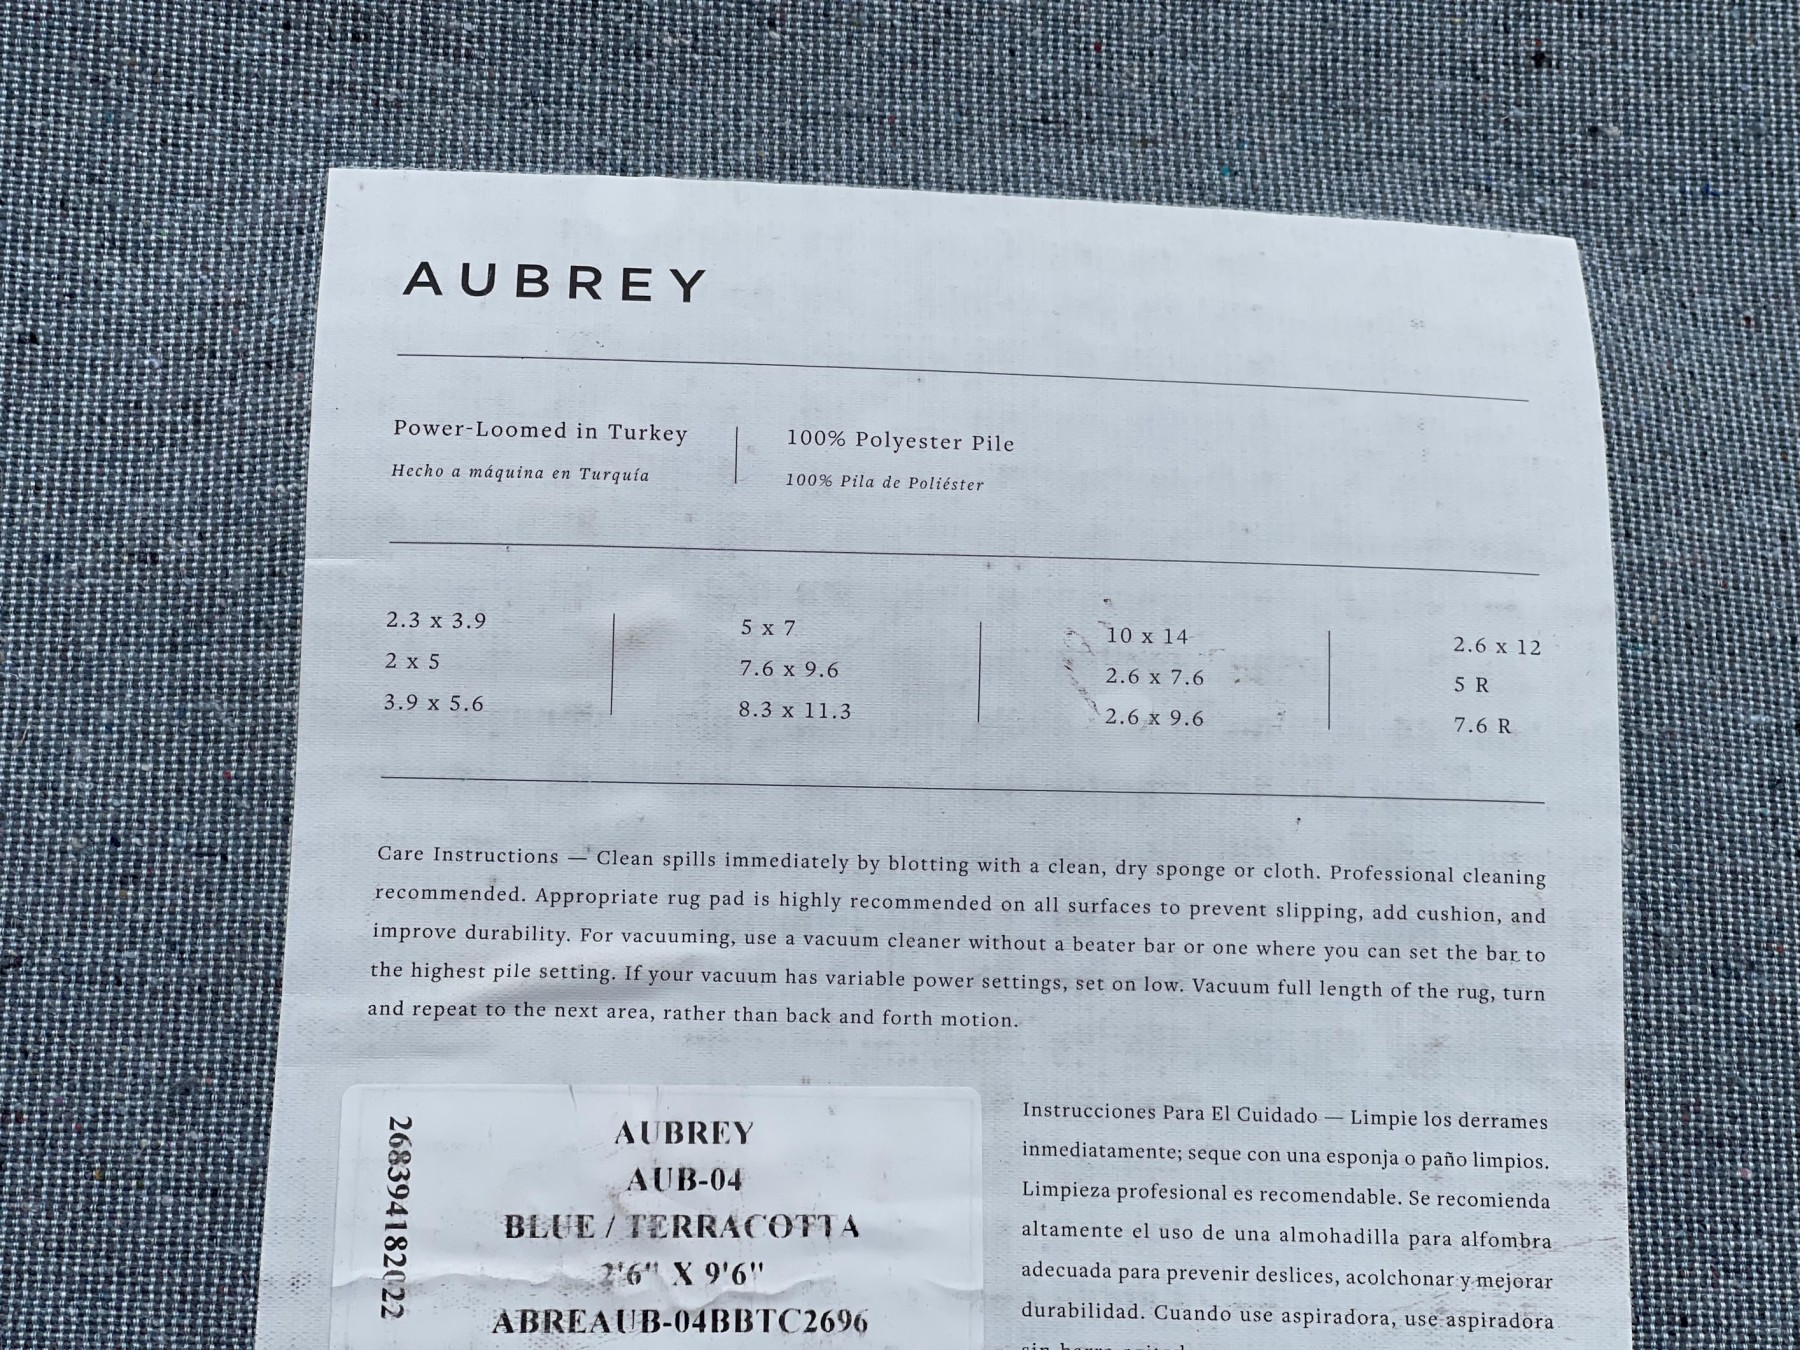 AUBREY
Power-Loomed in Turkey
Hecho a máquina en Turquía
100% Polyester Pile
100% Pila de Poliéster
2.3 x 3.9
2 x 5
3.9 x 5.6
5 x 7
7.6 x 9.6
8.3 x 11.3
10 x 14
2.6 x 7.6
2.6 x 9.6
2.6 x 12
5 R
7.6 R
Care Instructions — Clean spills immediately by blotting with a clean, dry sponge or cloth. Professional cleaning
recommended. Appropriate rug pad is highly recommended on all surfaces to prevent slipping, add cushion, and
improve durability. For vacuuming, use a vacuum cleaner without a beater bar or one where you can set the bar to
the highest pile setting. If your vacuum has variable power settings, set on low. Vacuum full length of the rug, turn
and repeat to the next area, rather than back and forth motion.
268394182022
AUBREY
AUB-04
BLUE / TERRACOTTA
2'6" X 9'6"
ABREAUB-04BBTC2696
Instrucciones Para El Cuidado — Limpie los derrames
inmediatamente; seque con una esponja o paño limpios.
Limpieza profesional es recomendable. Se recomienda
altamente el uso de una almohadilla para alfombra
adecuada para prevenir deslices, acolchonar y mejorar
durabilidad. Cuando use aspiradora, use aspiradora